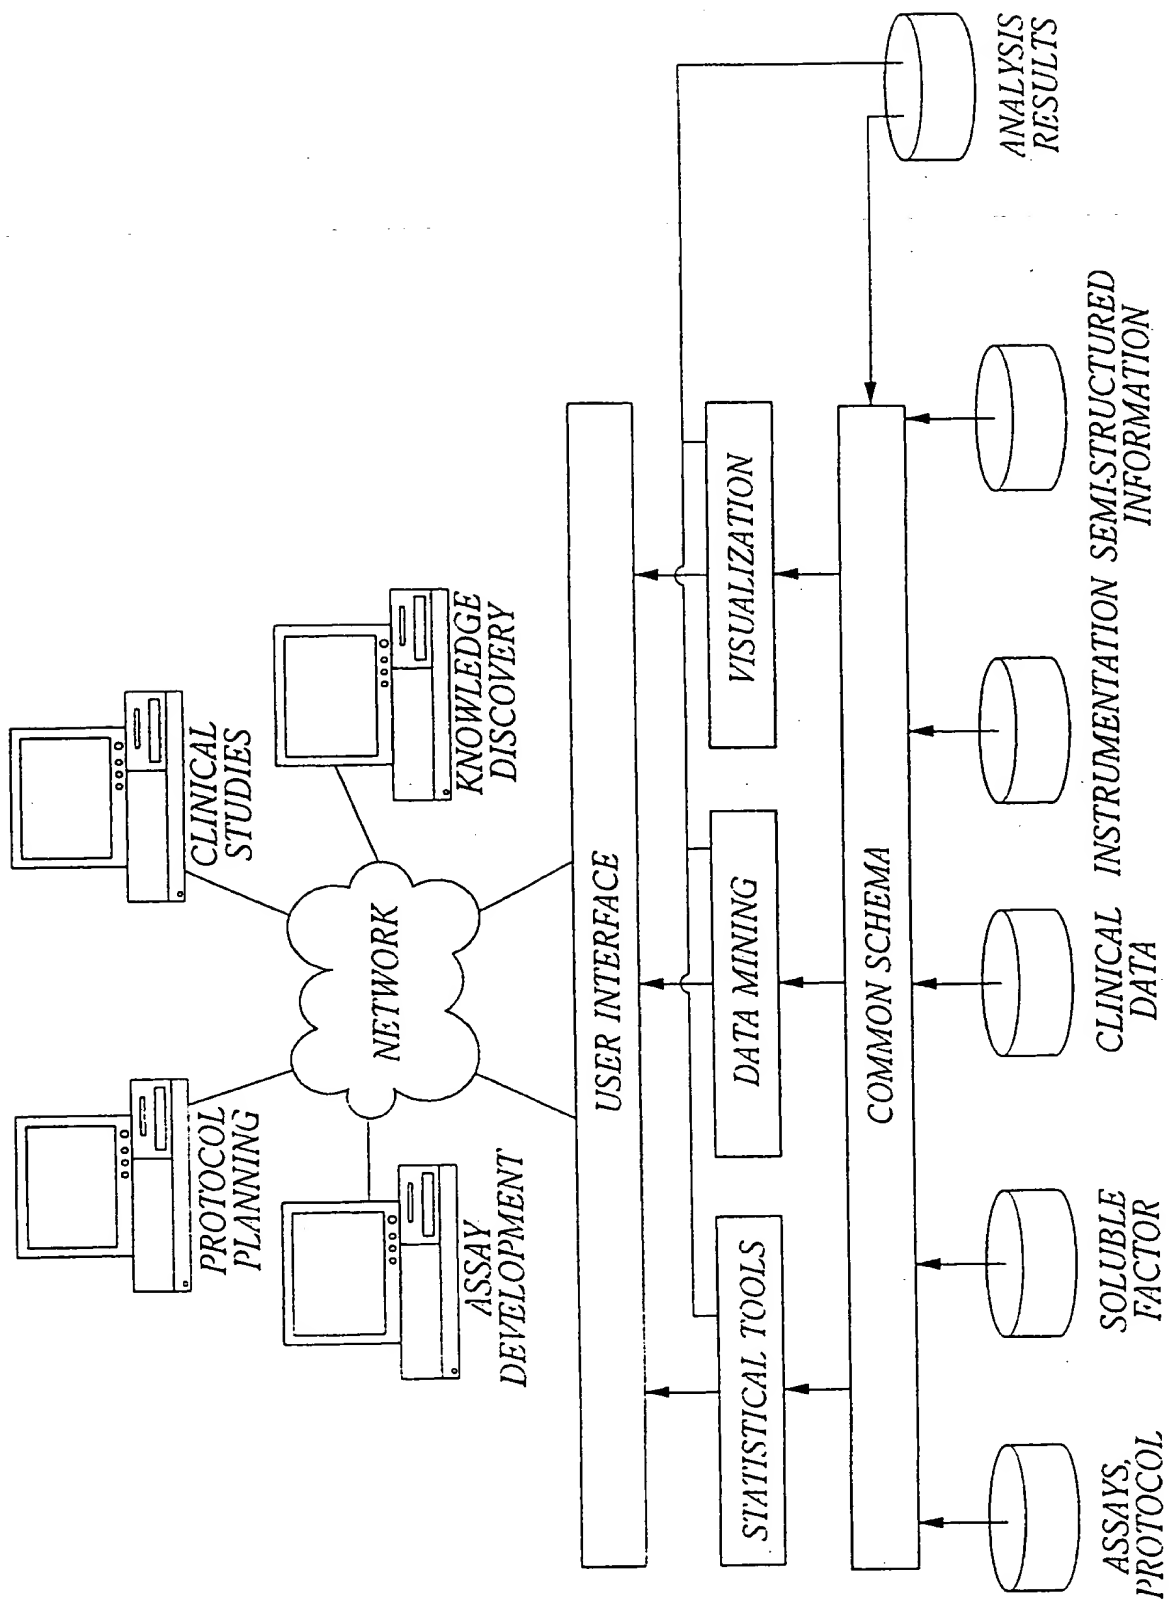 PROTOCOL
PLANNING
CLINICAL
STUDIES
ASSAY
DEVELOPMENT
NETWORK
KNOWLEDGE
DISCOVERY
USER INTERFACE
STATISTICAL TOOLS
DATA MINING
VISUALIZATION
COMMON SCHEMA
ASSAYS,
PROTOCOL
SOLUBLE
FACTOR
CLINICAL
DATA
INSTRUMENTATION
SEMI-STRUCTURED
INFORMATION
ANALYSIS
RESULTS